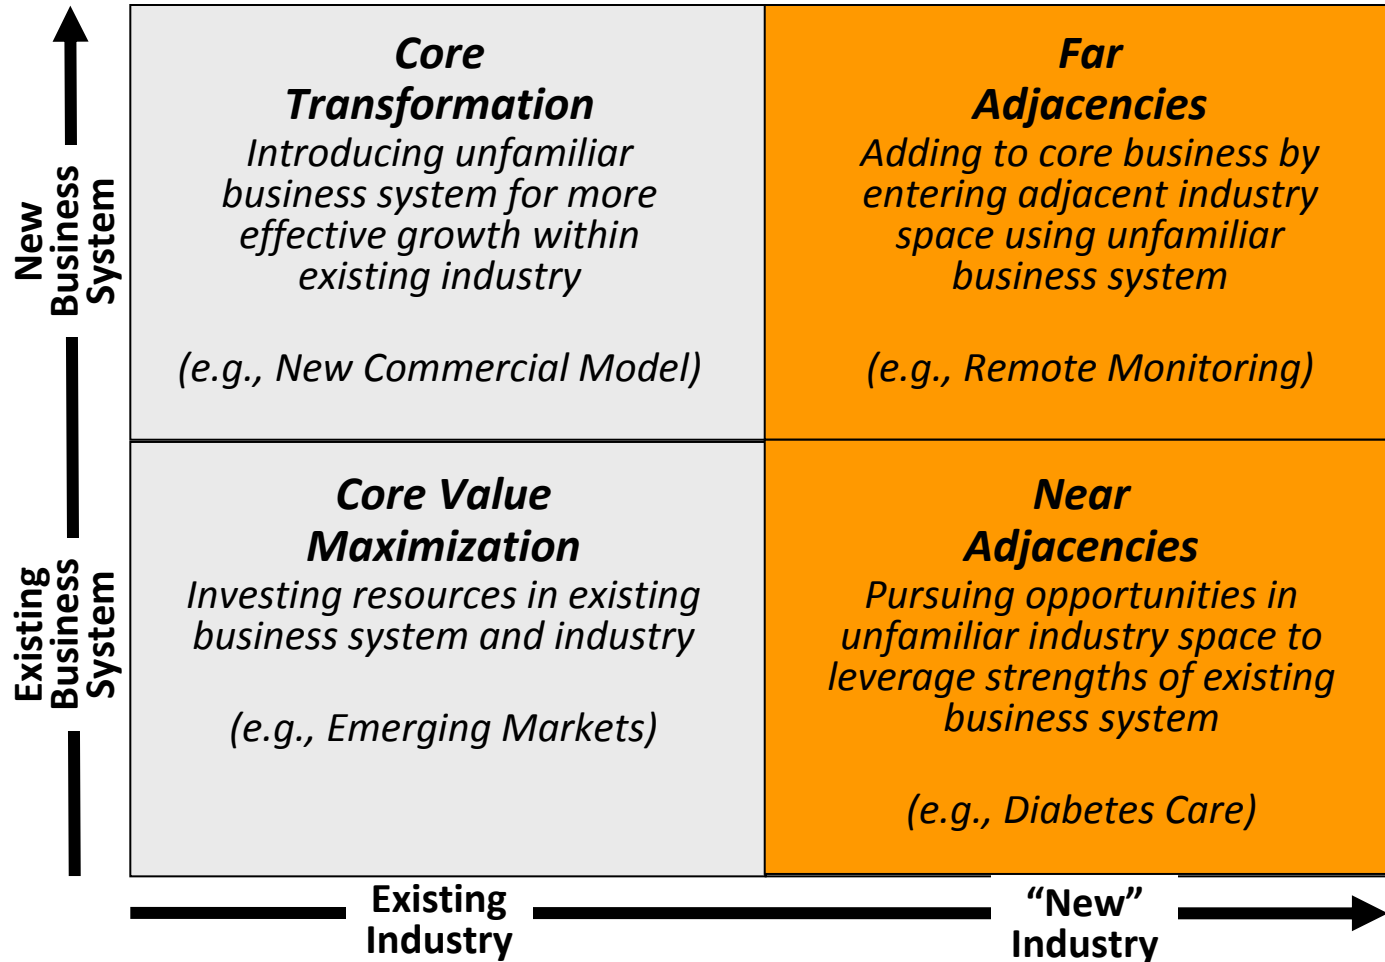 Core
Transformation
Introducing unfamiliar
business system for more
effective growth within
existing industry
(e.g., New Commercial Model)
Far
Adjacencies
Adding to core business by
entering adjacent industry
space using unfamiliar
business system
(e.g., Remote Monitoring)
New
Business
System
Core Value
Maximization
Investing resources in existing
business system and industry
(e.g., Emerging Markets)
Near
Adjacencies
Pursuing opportunities in
unfamiliar industry space to
leverage strengths of existing
business system
(e.g., Diabetes Care)
Existing
Business
System
Existing
Industry
“New”
Industry